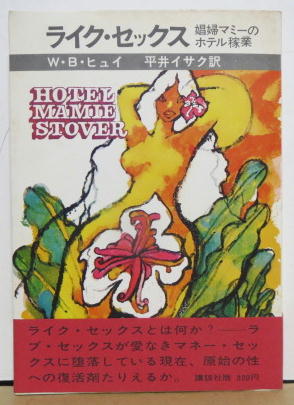 ライク・セックス 娼婦マミーの
ホテル稼業
W・B・ヒュイ 平井イサク訳
HOTEL
MAMIE
STOVER
ライク・セックスとは何か?――ラ
ブ・セックスが愛なきマネー・セッ
クスに堕落している現在、原始の性
への復活剤たりえるか。 講談社版 320円